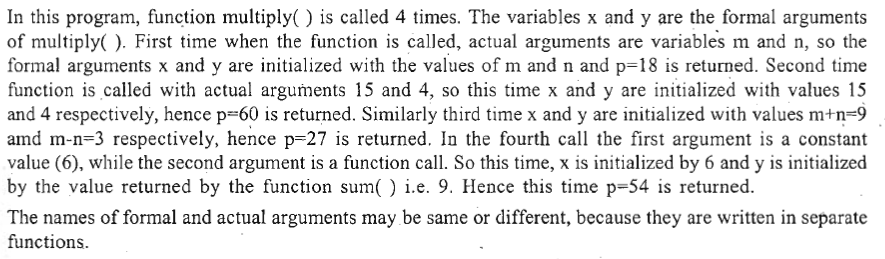 In this program, function multiply( ) is called 4 times. The variables x and y are the formal arguments
of multiply( ). First time when the function is called, actual arguments are variables m and n, so the
formal arguments x and y are initialized with the values of m and n and p=18 is returned. Second time
function is called with actual arguments 15 and 4, so this time x and y are initialized with values 15
and 4 respectively, hence p=60 is returned. Similarly third time x and y are initialized with values m+n=9
amd m-n=3 respectively, hence p=27 is returned. In the fourth call the first argument is a constant
value (6), while the second argument is a function call. So this time, x is initialized by 6 and y is initialized
by the value returned by the function sum( ) i.e. 9. Hence this time p=54 is returned.
The names of formal and actual arguments may be same or different, because they are written in separate
functions.